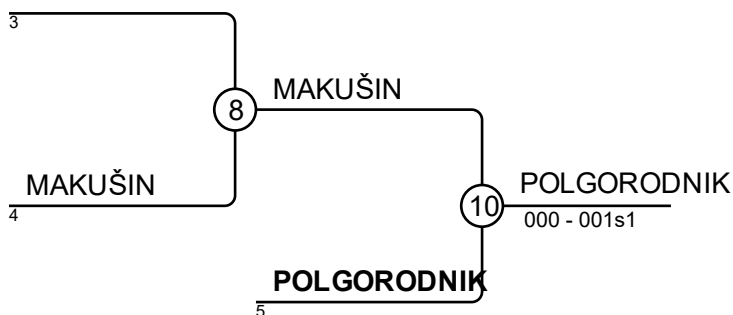 3
MAKUŠIN
8
MAKUŠIN
4
POLGORODNIK
10
000 - 001s1
POLGORODNIK
5